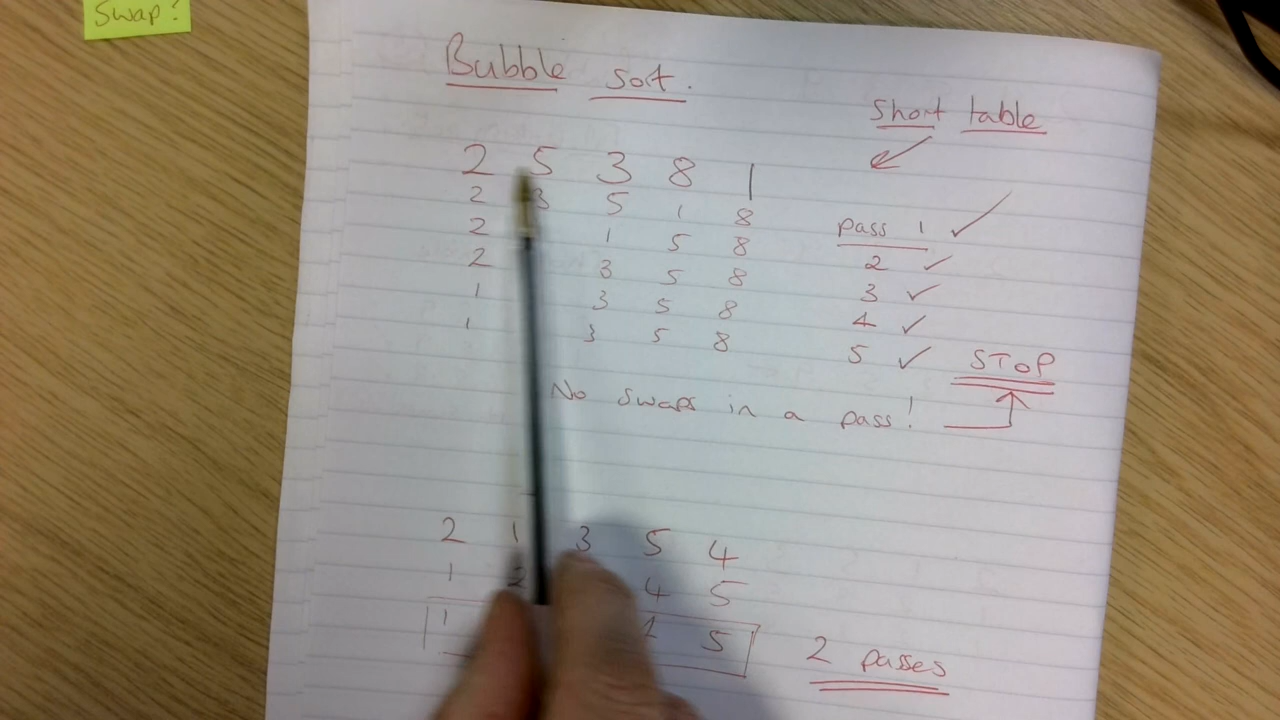 Swap?
Bubble sort.
short table
2 5 3 8 1
2 3 5 1 8 pass 1 ✓
2 1 5 8 2 ✓
2 3 5 8 3 ✓
1 3 5 8 4 ✓
1 3 5 8 5 ✓ STOP
No swaps in a pass!
2 1 3 5 4
1 2 4 5
1 5 2 passes